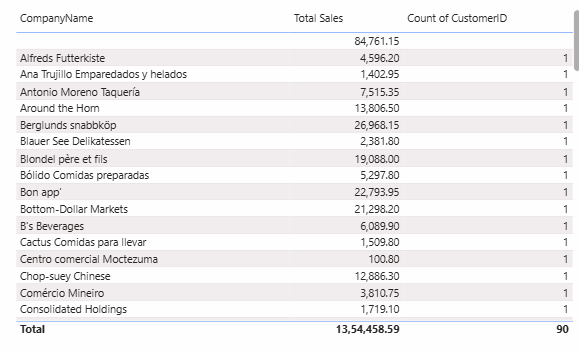 CompanyName Total Sales Count of CustomerID
84,761.15
Alfreds Futterkiste 4,596.20 1
Ana Trujillo Emparedados y helados 1,402.95 1
Antonio Moreno Taquería 7,515.35 1
Around the Horn 13,806.50 1
Berglunds snabbköp 26,968.15 1
Blauer See Delikatessen 2,381.80 1
Blondel père et fils 19,088.00 1
Bólido Comidas preparadas 5,297.80 1
Bon app' 22,793.95 1
Bottom-Dollar Markets 21,298.20 1
B's Beverages 6,089.90 1
Cactus Comidas para llevar 1,509.80 1
Centro comercial Moctezuma 100.80 1
Chop-suey Chinese 12,886.30 1
Comércio Mineiro 3,810.75 1
Consolidated Holdings 1,719.10 1
Total 13,54,458.59 90